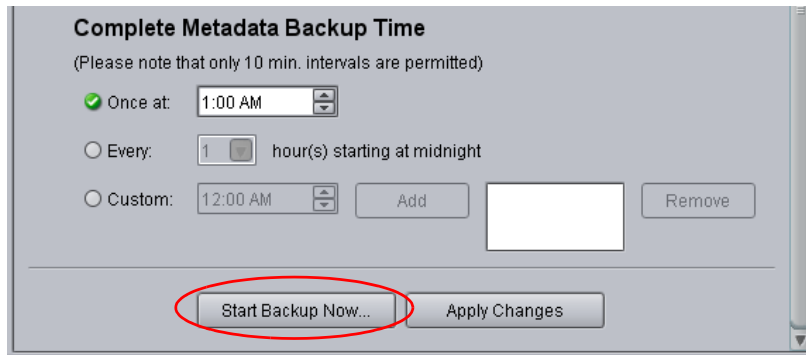 Complete Metadata Backup Time
(Please note that only 10 min. intervals are permitted)
Once at: 1:00 AM
Every: 1 hour(s) starting at midnight
Custom: 12:00 AM Add Remove
Start Backup Now... Apply Changes